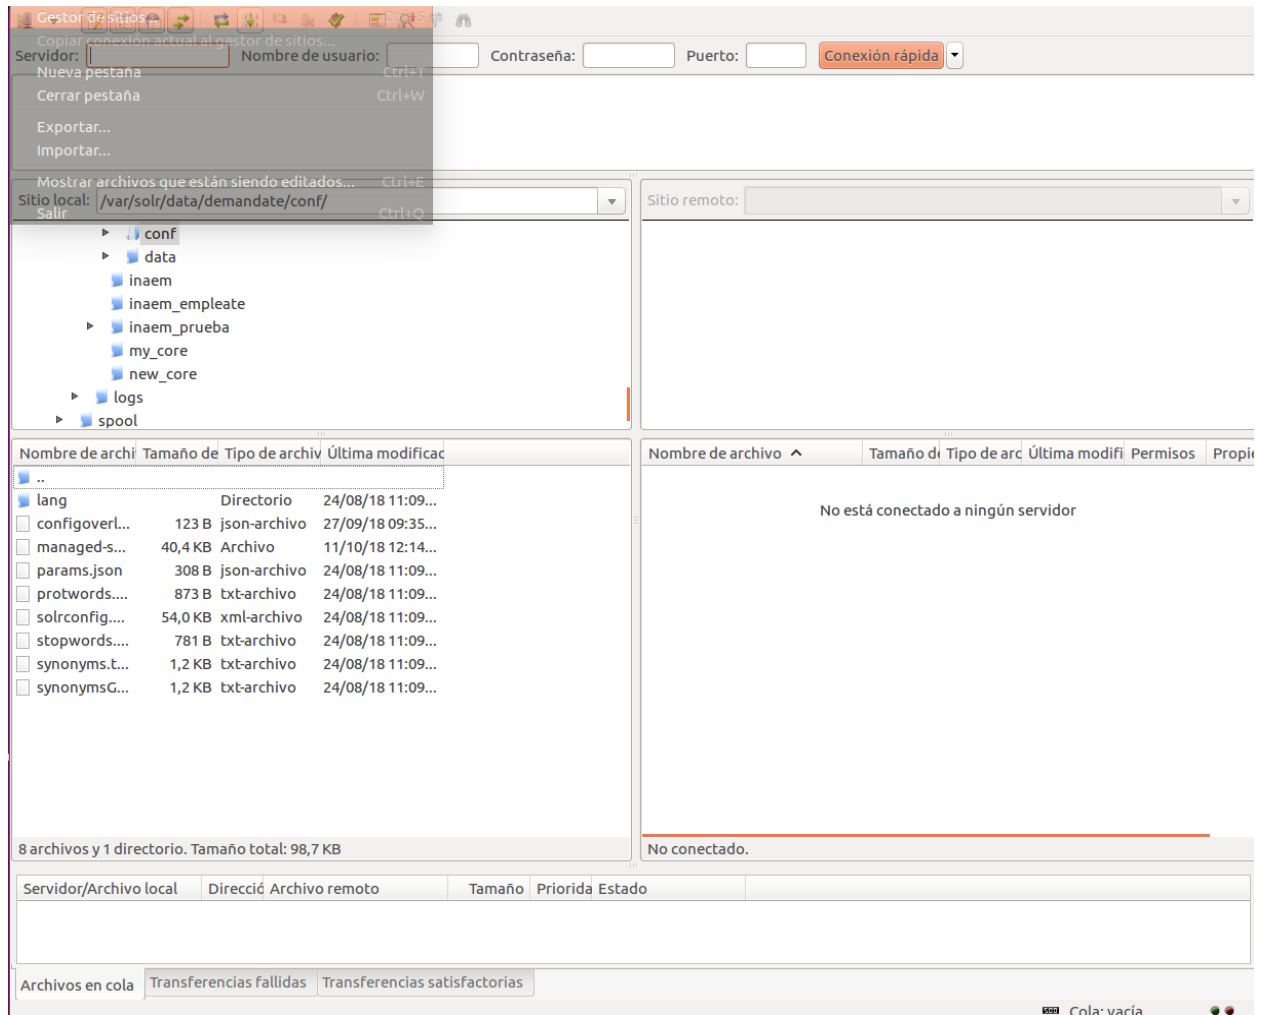 Gestor de sitios... Ctrl+S
Copiar conexión actual al gestor de sitios...
Servidor: Nombre de usuario: Contraseña: Puerto: Conexión rápida
Nueva pestaña Ctrl+T
Cerrar pestaña Ctrl+W
Exportar...
Importar...
Mostrar archivos que están siendo editados... Ctrl+E
Sitio local: /var/solr/data/demandate/conf/ Sitio remoto:
Salir Ctrl+Q
conf
data
inaem
inaem_empleate
inaem_prueba
my_core
new_core
logs
spool
Nombre de archi Tamaño de Tipo de archiv Última modificac
..
lang Directorio 24/08/18 11:09...
configoverl... 123 B json-archivo 27/09/18 09:35...
managed-s... 40,4 KB Archivo 11/10/18 12:14...
params.json 308 B json-archivo 24/08/18 11:09...
protwords.... 873 B txt-archivo 24/08/18 11:09...
solrconfig.... 54,0 KB xml-archivo 24/08/18 11:09...
stopwords.... 781 B txt-archivo 24/08/18 11:09...
synonyms.t... 1,2 KB txt-archivo 24/08/18 11:09...
synonymsG... 1,2 KB txt-archivo 24/08/18 11:09...
8 archivos y 1 directorio. Tamaño total: 98,7 KB
Nombre de archivo Tamaño de Tipo de arc Última modifi Permisos Propie
No está conectado a ningún servidor
No conectado.
Servidor/Archivo local Direcció Archivo remoto Tamaño Priorida Estado
Archivos en cola Transferencias fallidas Transferencias satisfactorias
Cola: vacía